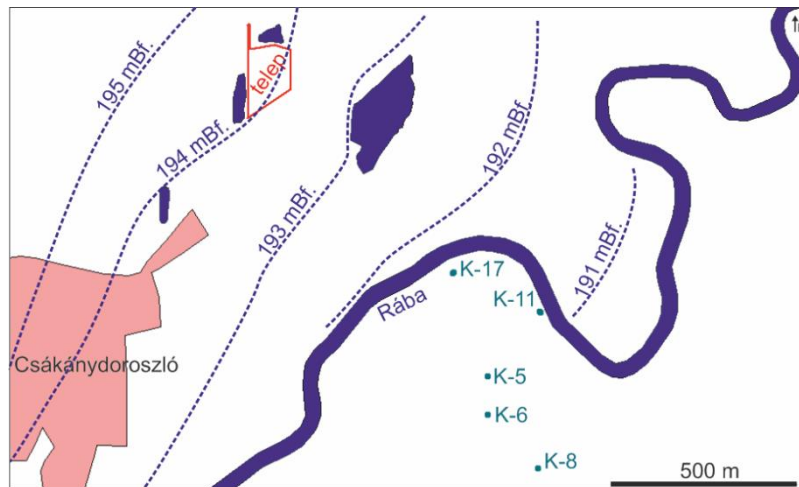 195 mBf.
telep
194 mBf.
192 mBf.
193 mBf.
191 mBf.
K-17
K-11
Rába
Csákánydoroszló
K-5
K-6
K-8
500 m